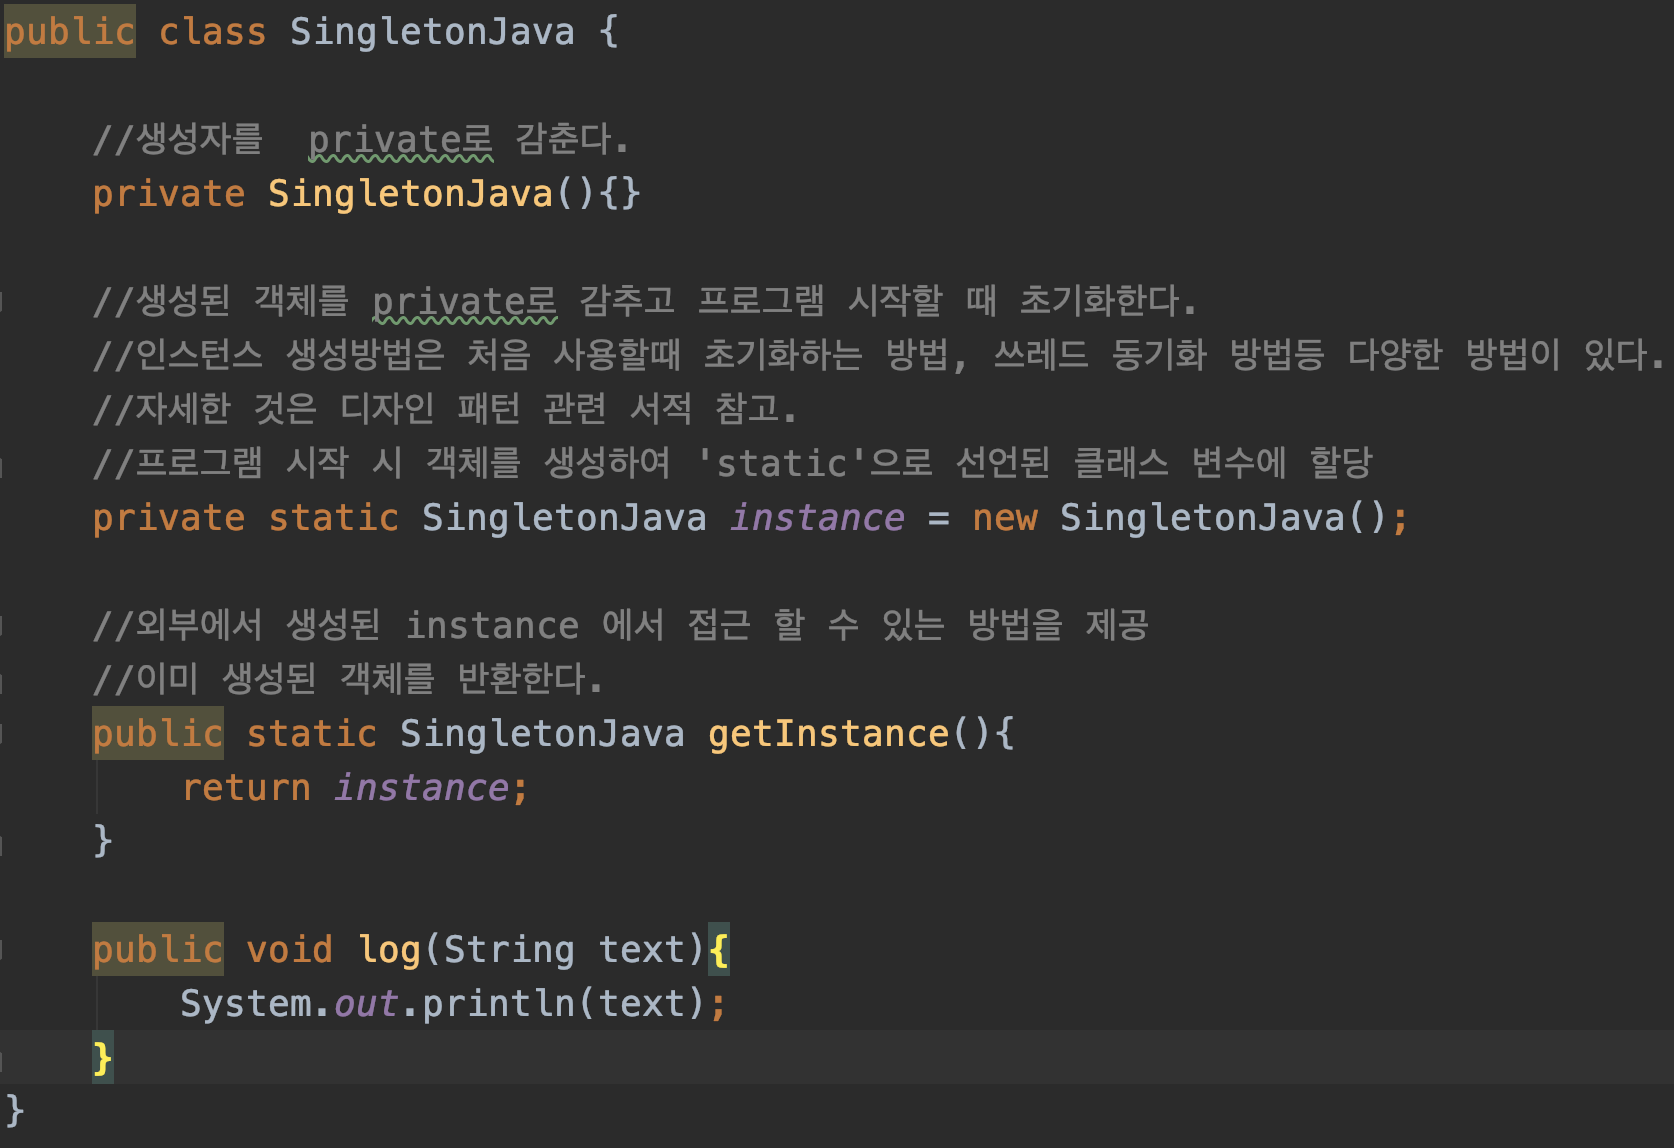 public class SingletonJava {
//생성자를  private로 감춘다.
private SingletonJava(){}
//생성된 객체를 private로 감추고 프로그램 시작할 때 초기화한다.
//인스턴스 생성방법은 처음 사용할때 초기화하는 방법, 쓰레드 동기화 방법등 다양한 방법이 있다.
//자세한 것은 디자인 패턴 관련 서적 참고.
//프로그램 시작 시 객체를 생성하여 'static'으로 선언된 클래스 변수에 할당
private static SingletonJava instance = new SingletonJava();
//외부에서 생성된 instance 에서 접근 할 수 있는 방법을 제공
//이미 생성된 객체를 반환한다.
public static SingletonJava getInstance(){
return instance;
}
public void log(String text){
System.out.println(text);
}
}